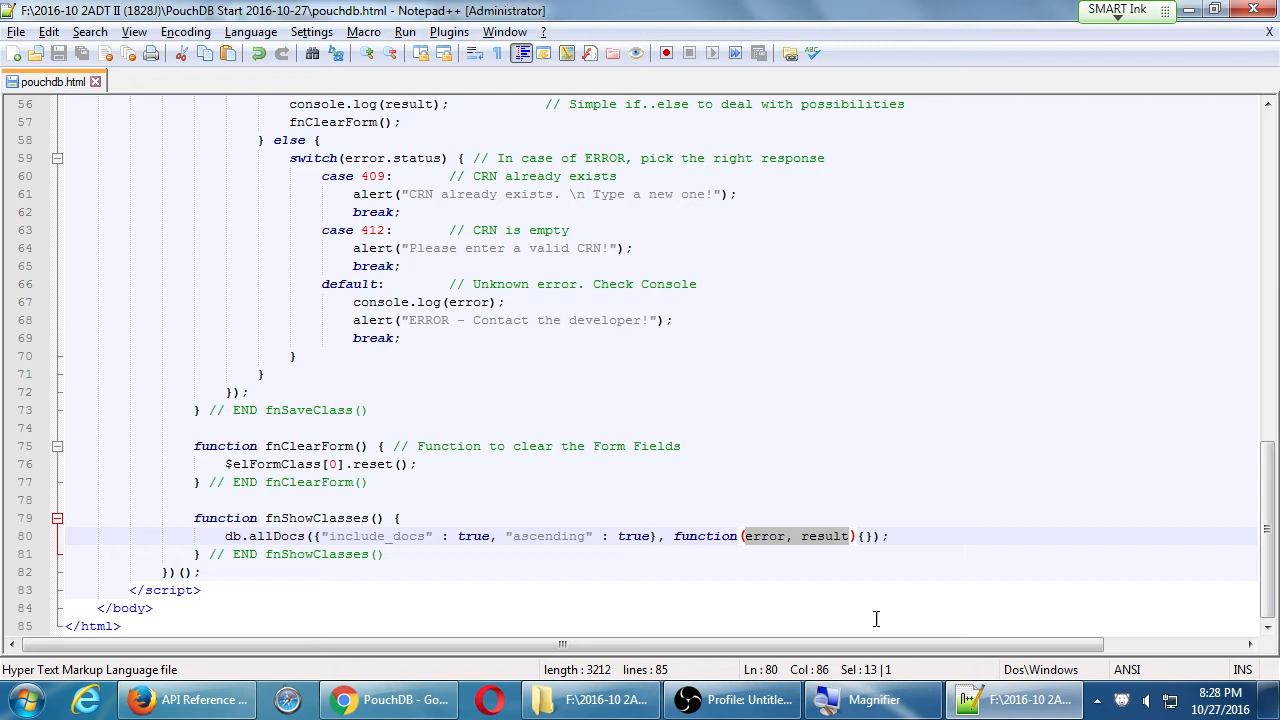 F:\2016-10 2ADT II (1828J)\PouchDB Start 2016-10-27\pouchdb.html - Notepad++ [Administrator]
SMART Ink
File Edit Search View Encoding Language Settings Macro Run Plugins Window ? X
pouchdb.html
56 console.log(result); // Simple if..else to deal with possibilities
57 fnClearForm();
58 } else {
59 switch(error.status) { // In case of ERROR, pick the right response
60 case 409: // CRN already exists
61 alert("CRN already exists. \n Type a new one!");
62 break;
63 case 412: // CRN is empty
64 alert("Please enter a valid CRN!");
65 break;
66 default: // Unknown error. Check Console
67 console.log(error);
68 alert("ERROR - Contact the developer!");
69 break;
70 }
71 }
72 });
73 } // END fnSaveClass()
74
75 function fnClearForm() { // Function to clear the Form Fields
76 $elFormClass[0].reset();
77 } // END fnClearForm()
78
79 function fnShowClasses() {
80 db.allDocs({"include_docs" : true, "ascending" : true}, function(error, result){});
81 } // END fnShowClasses()
82 })();
83 </script>
84 </body>
85 </html>
Hyper Text Markup Language file length : 3212 lines : 85 Ln : 80 Col : 86 Sel : 13 | 1 Dos\Windows ANSI INS
API Reference ... PouchDB - Go... F:\2016-10 2A... Profile: Untitle... Magnifier F:\2016-10 2A... 8:28 PM
10/27/2016